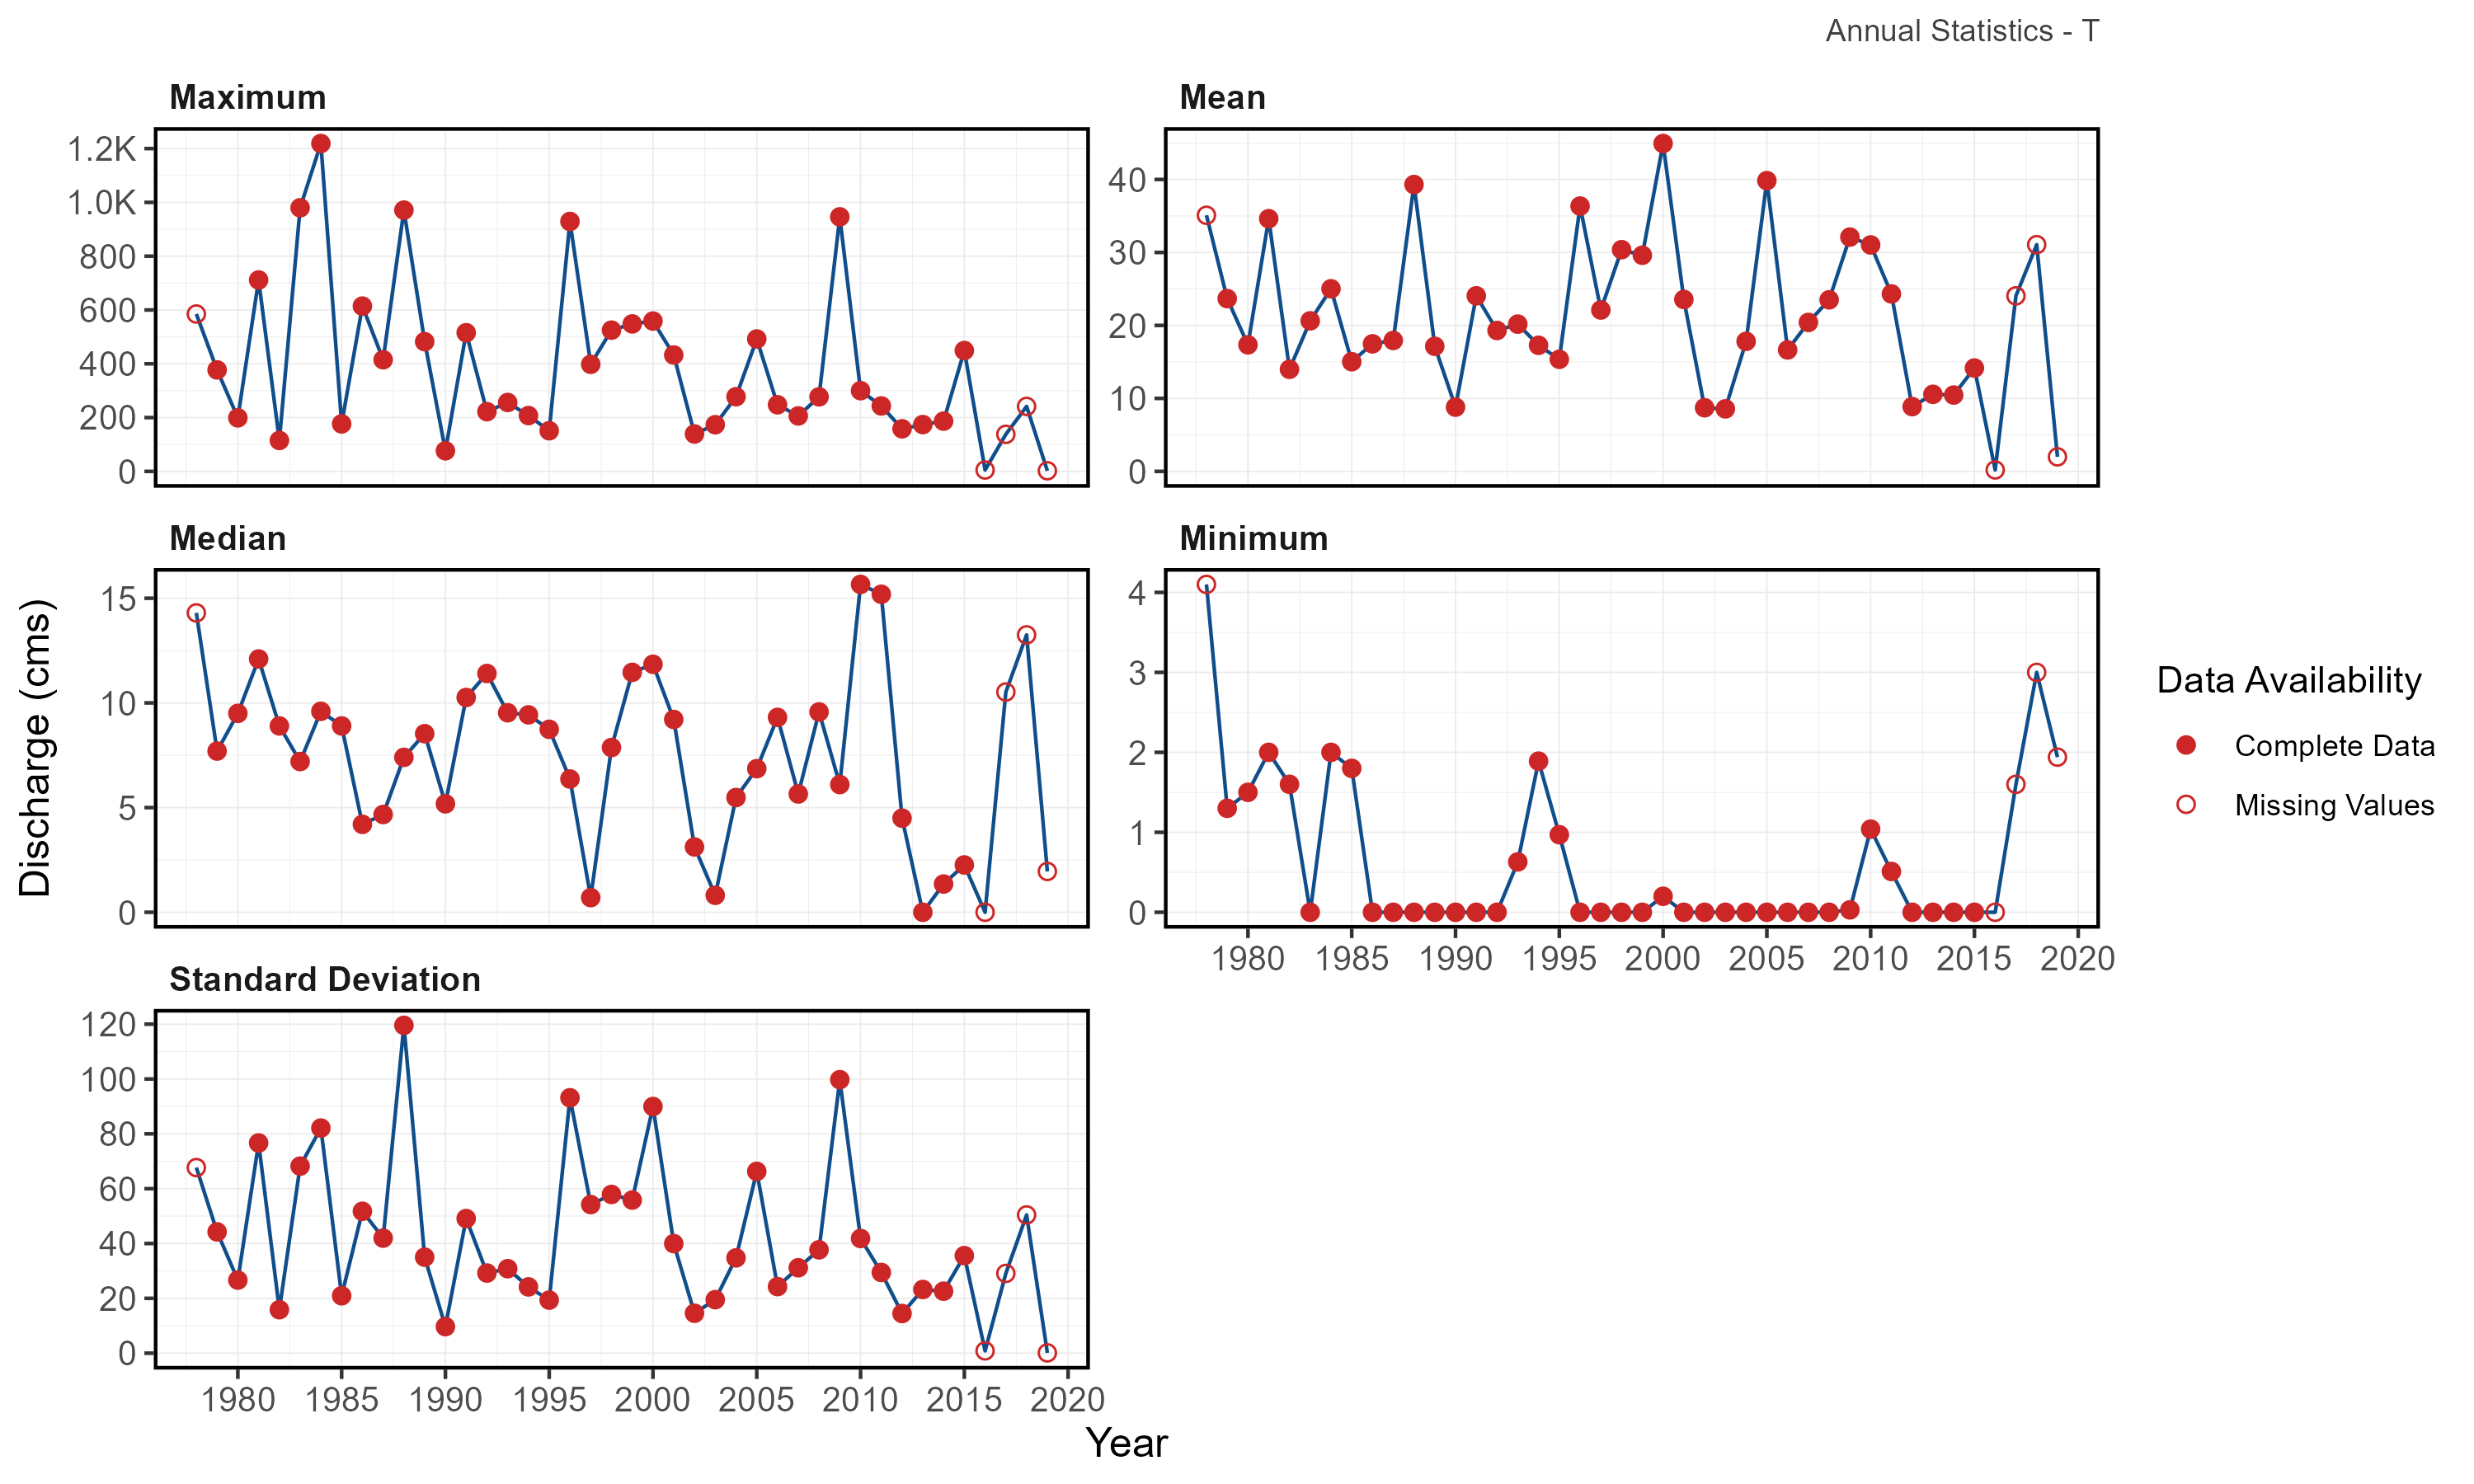 Annual Statistics - T
Maximum
Mean
1.2K
1.0K
800
600
400
200
0
40
30
20
10
0
Median
Minimum
15
10
5
0
4
3
2
1
0
1980 1985 1990 1995 2000 2005 2010 2015 2020
Standard Deviation
120
100
80
60
40
20
0
1980 1985 1990 1995 2000 2005 2010 2015 2020
Year
Discharge (cms)
Data Availability
Complete Data
Missing Values